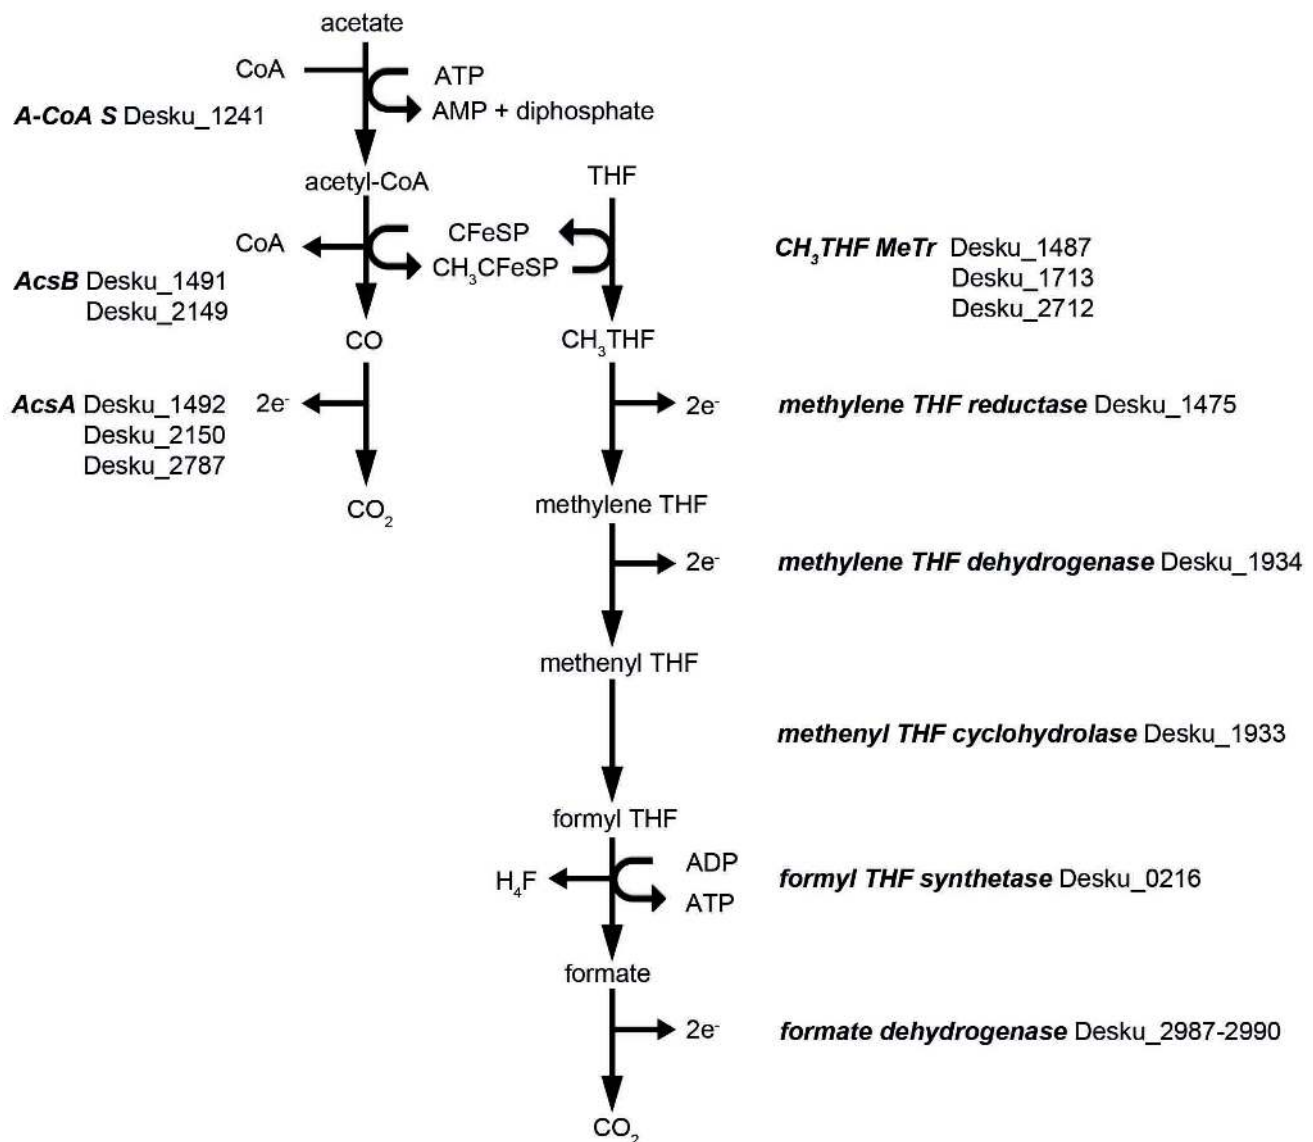 acetate
CoA
ATP
AMP + diphosphate
A-CoA S Desku_1241
acetyl-CoA
THF
CoA
CFeSP
CH₃CFeSP
CH₃THF MeTr Desku_1487
Desku_1713
Desku_2712
AcsB Desku_1491
Desku_2149
CO
CH₃THF
AcsA Desku_1492
Desku_2150
Desku_2787
2e⁻
2e⁻
methylene THF reductase Desku_1475
CO₂
methylene THF
2e⁻
methylene THF dehydrogenase Desku_1934
methenyl THF
methenyl THF cyclohydrolase Desku_1933
formyl THF
H₄F
ADP
ATP
formyl THF synthetase Desku_0216
formate
2e⁻
formate dehydrogenase Desku_2987-2990
CO₂